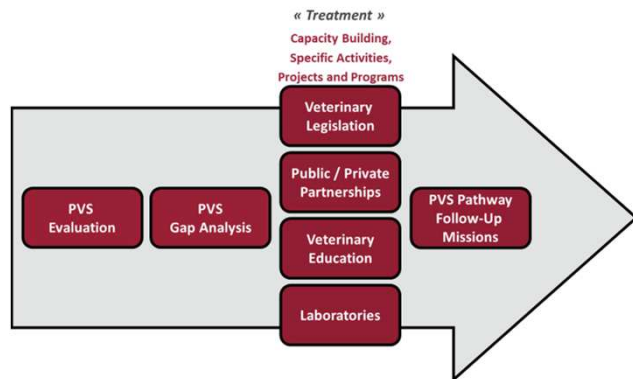 « Treatment »
Capacity Building,
Specific Activities,
Projects and Programs
Veterinary
Legislation
Public / Private
Partnerships
PVS
Evaluation
PVS
Gap Analysis
PVS Pathway
Follow-Up
Missions
Veterinary
Education
Laboratories